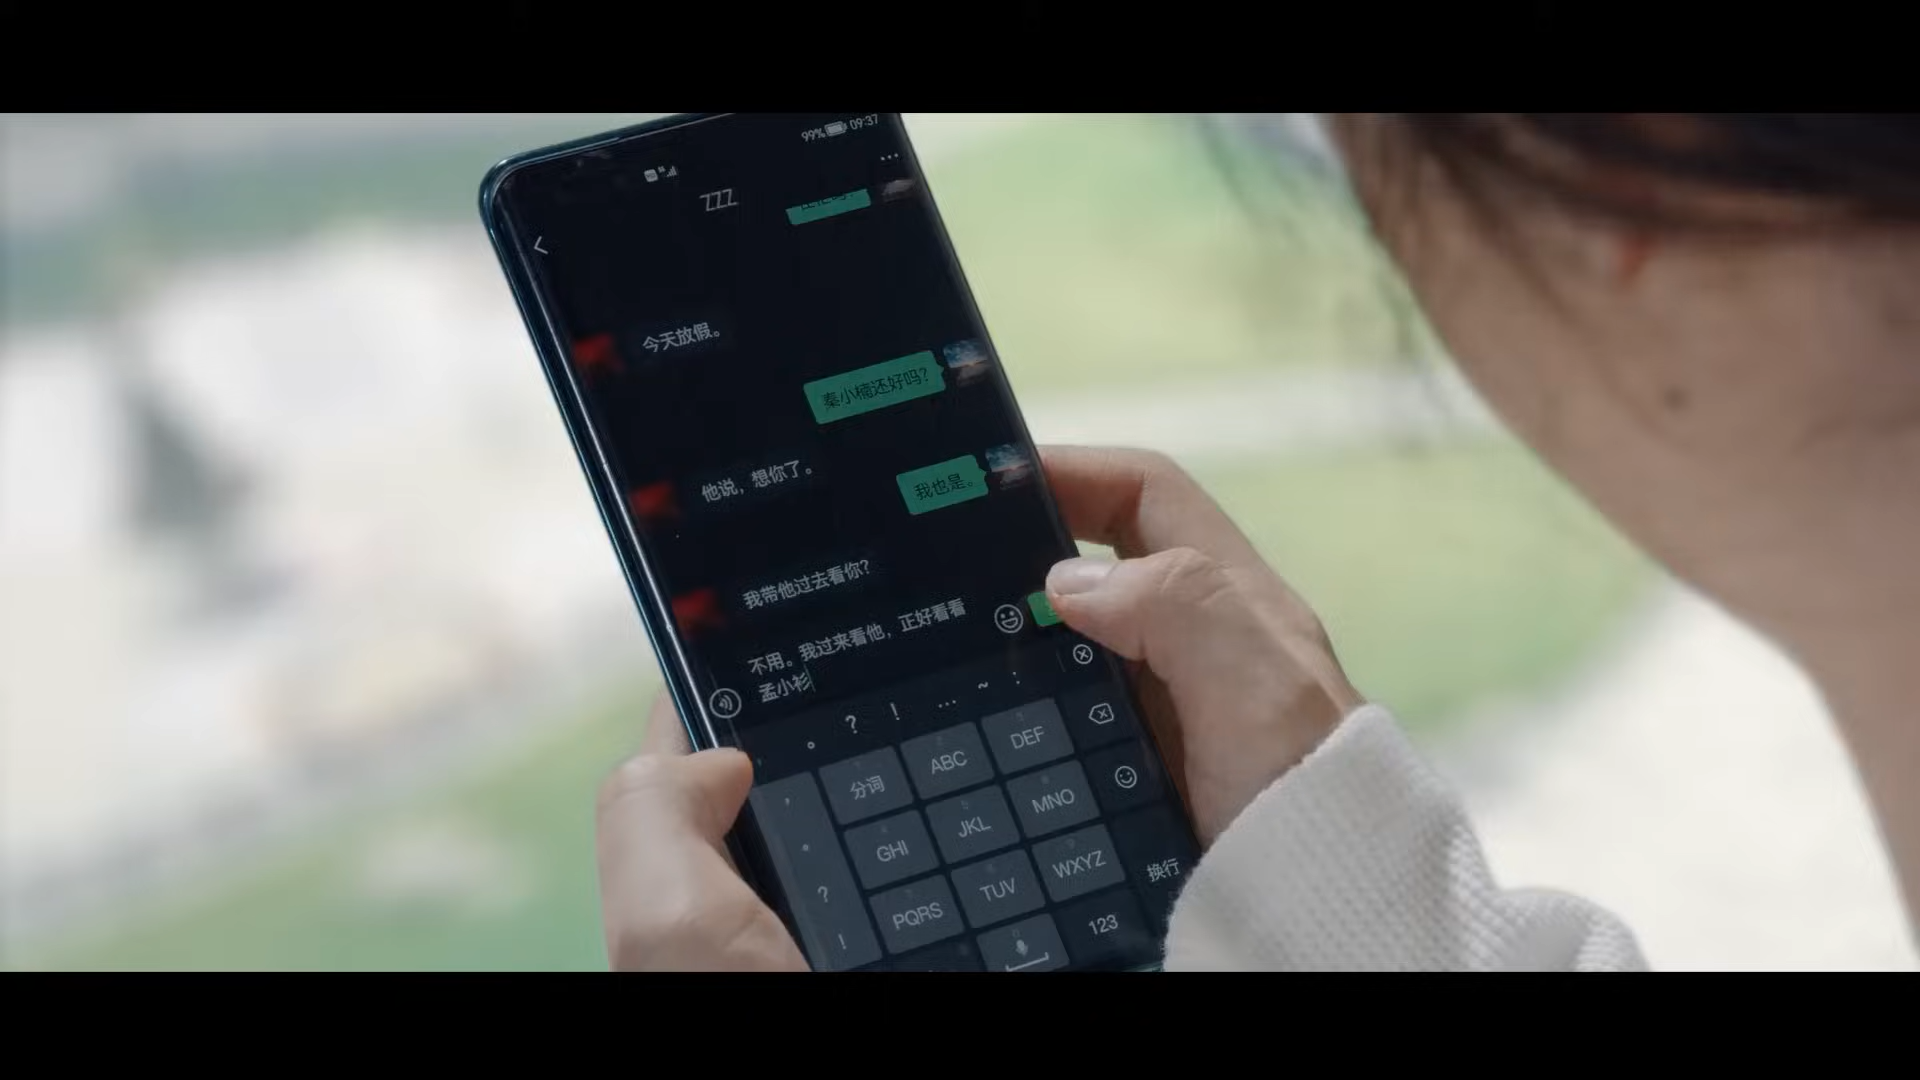 99% 09:37
ZZZ
今天放假。
秦小楠还好吗?
他说，想你了。
我也是。
我带他过去看你?
不用。我过来看他，正好看看
孟小衫
。 ? ! ... ~ :
, 分词 ABC DEF
。 GHI JKL MNO
? PQRS TUV WXYZ 换行
! 123